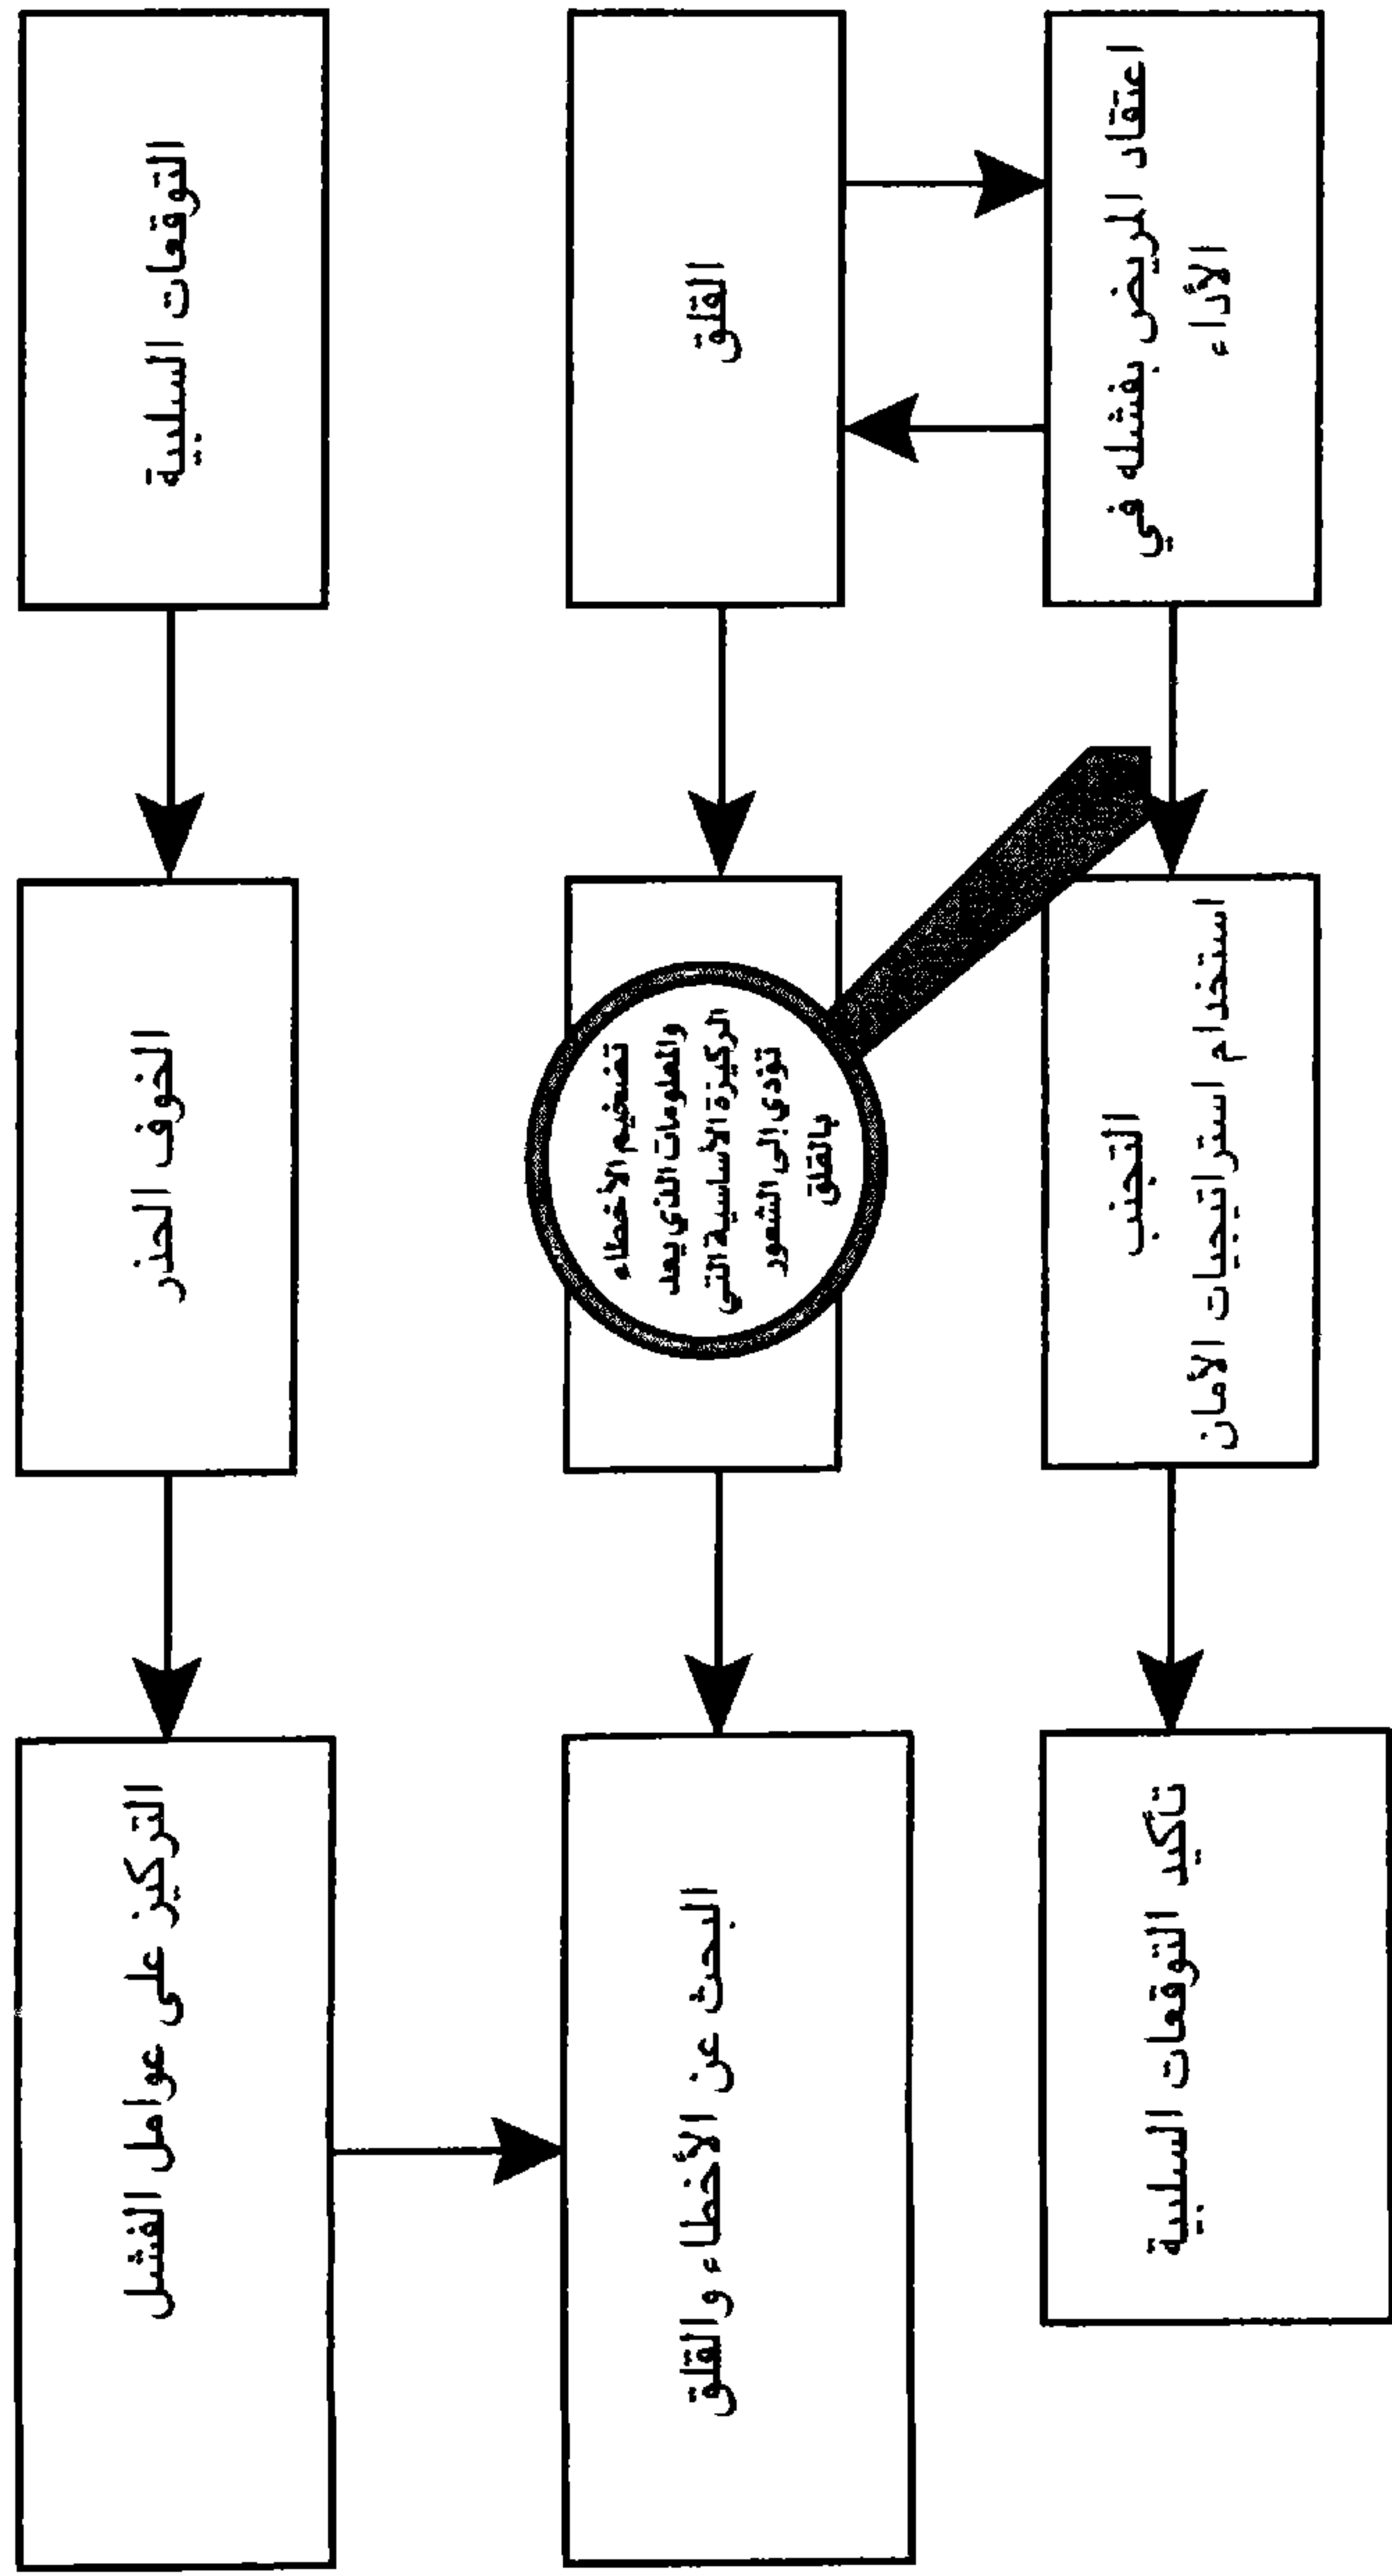 التوقعات السلبية
الخوف الحذر
التركيز على عوامل الفشل
القلق
تضخيم الأخطاء
والمعلومات الذي يعد
الركيزة الأساسية التي
تؤدي إلى الشعور
بالقلق
البحث عن الأخطاء والقلق
اعتقاد المريض بفشله في
الأداء
التجنب
استخدام استراتيجيات الأمان
تأكيد التوقعات السلبية